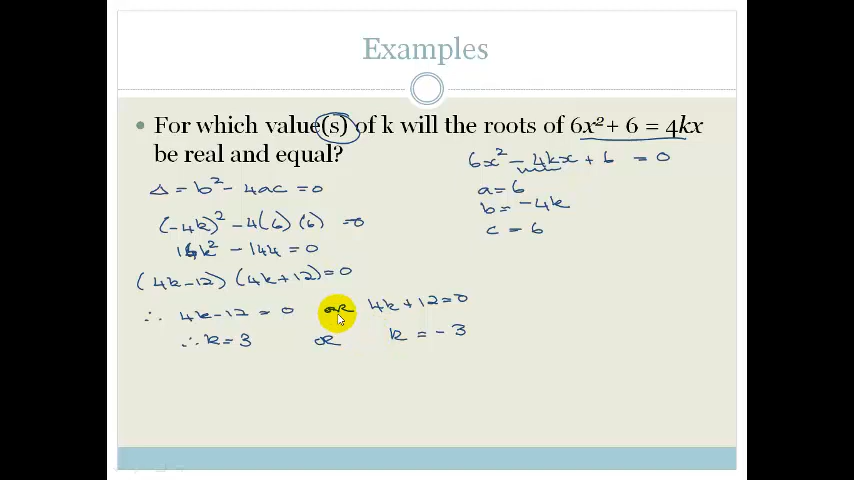 Examples
• For which value(s) of k will the roots of 6x² + 6 = 4kx
be real and equal?
6x² - 4kx + 6 = 0
a = 6
b = -4k
c = 6
Δ = b² - 4ac = 0
(-4k)² - 4(6)(6) = 0
16k² - 144 = 0
(4k-12)(4k+12) = 0
∴ 4k-12 = 0 or 4k+12=0
∴ k = 3 or k = -3